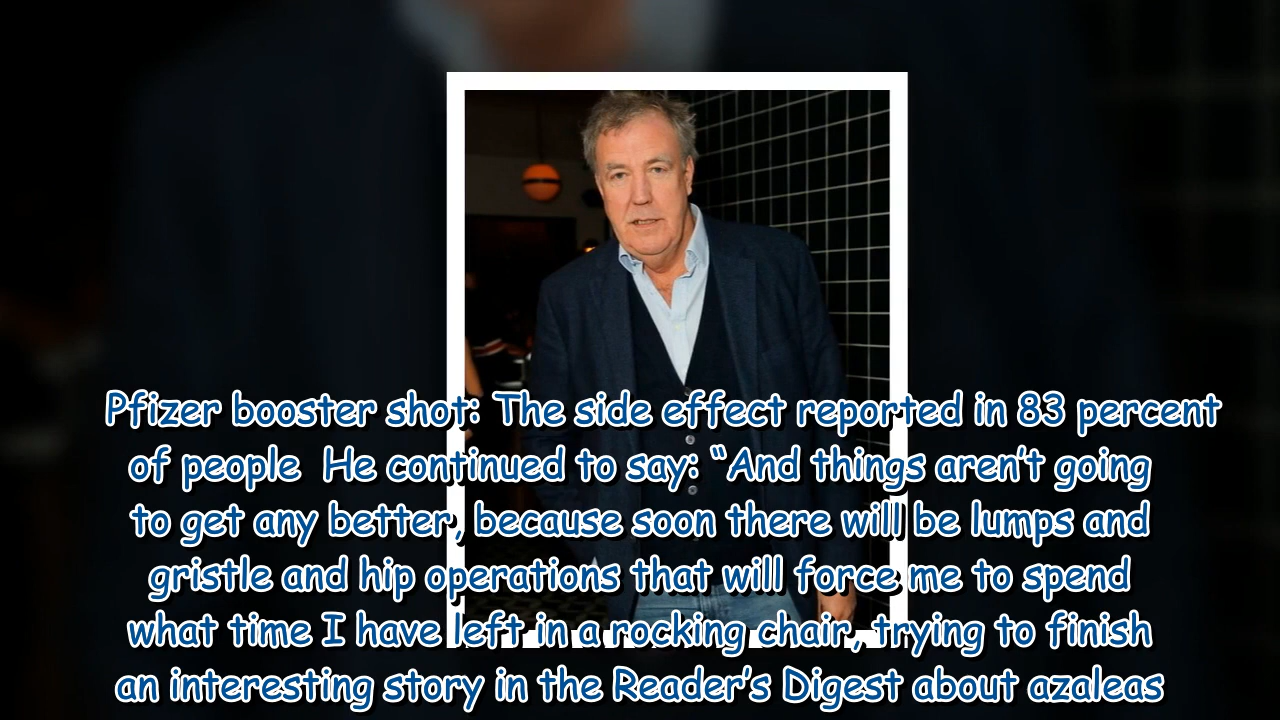 Pfizer booster shot: The side effect reported in 83 percent
of people  He continued to say: “And things aren’t going
to get any better, because soon there will be lumps and
gristle and hip operations that will force me to spend
what time I have left in a rocking chair, trying to finish
an interesting story in the Reader’s Digest about azaleas